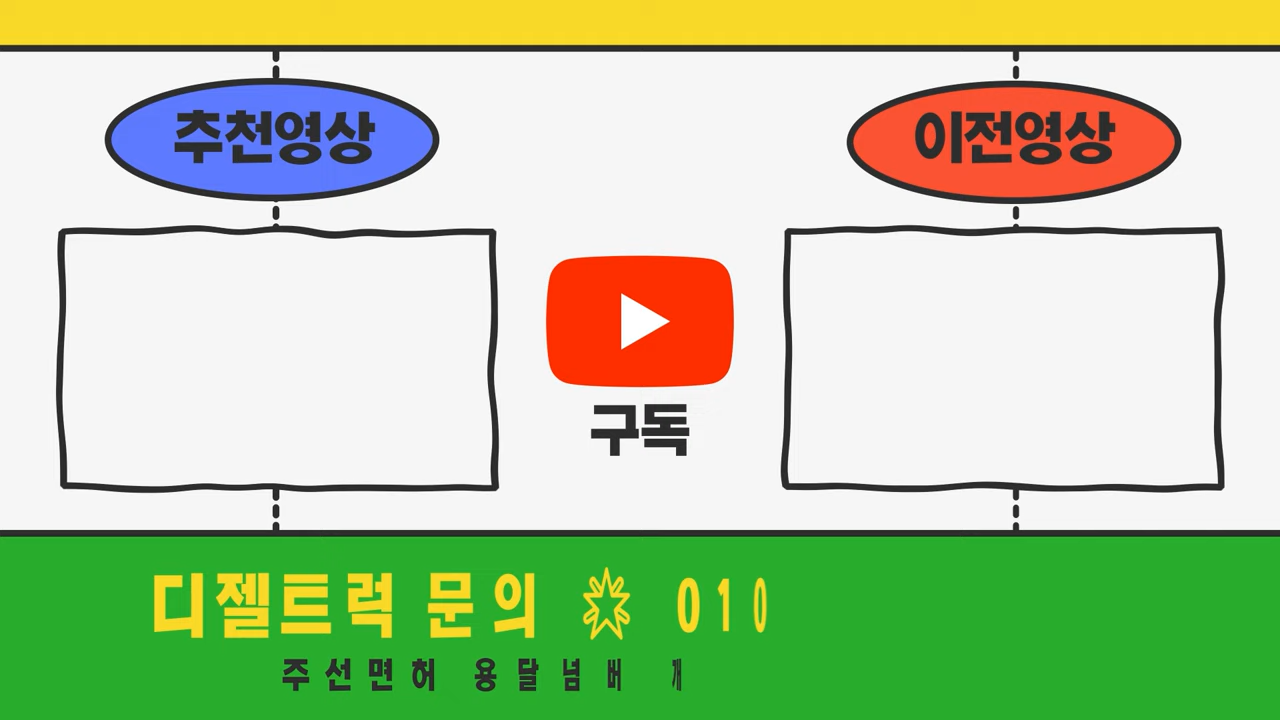 추천영상
이전영상
구독
디젤트럭 문의 010
주선면허 용달넘버 개